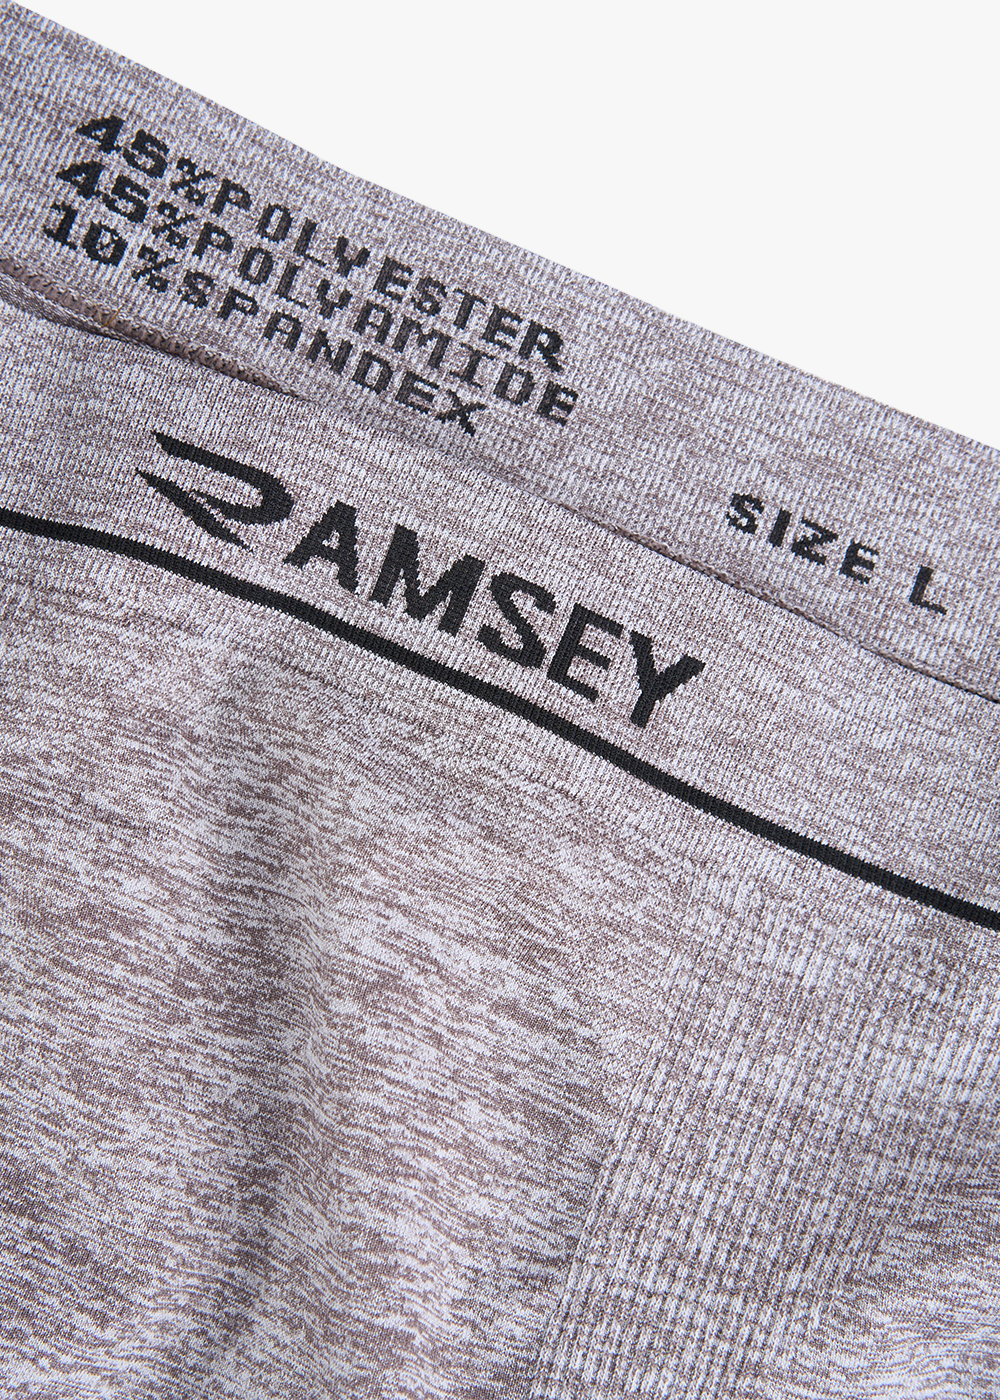 45%POLYESTER
45%POLYAMIDE
10%SPANDEX
SIZE L
RAMSEY